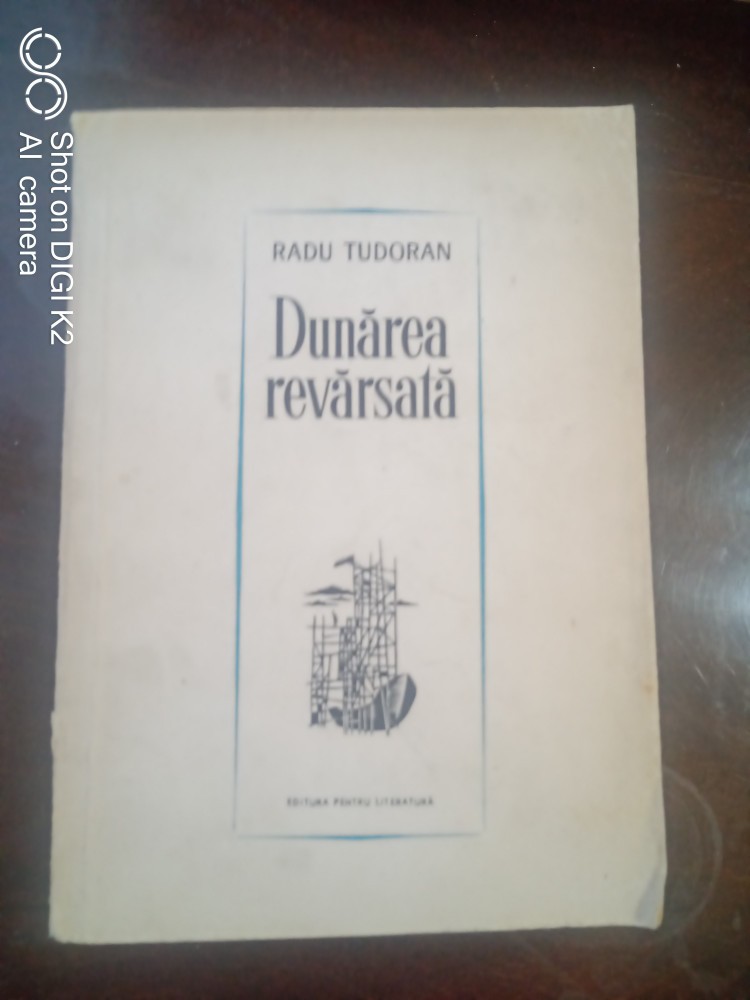 RADU TUDORAN
Dunărea
revărsată
EDITURA PENTRU LITERATURĂ
Shot on DIGI K2
AI camera